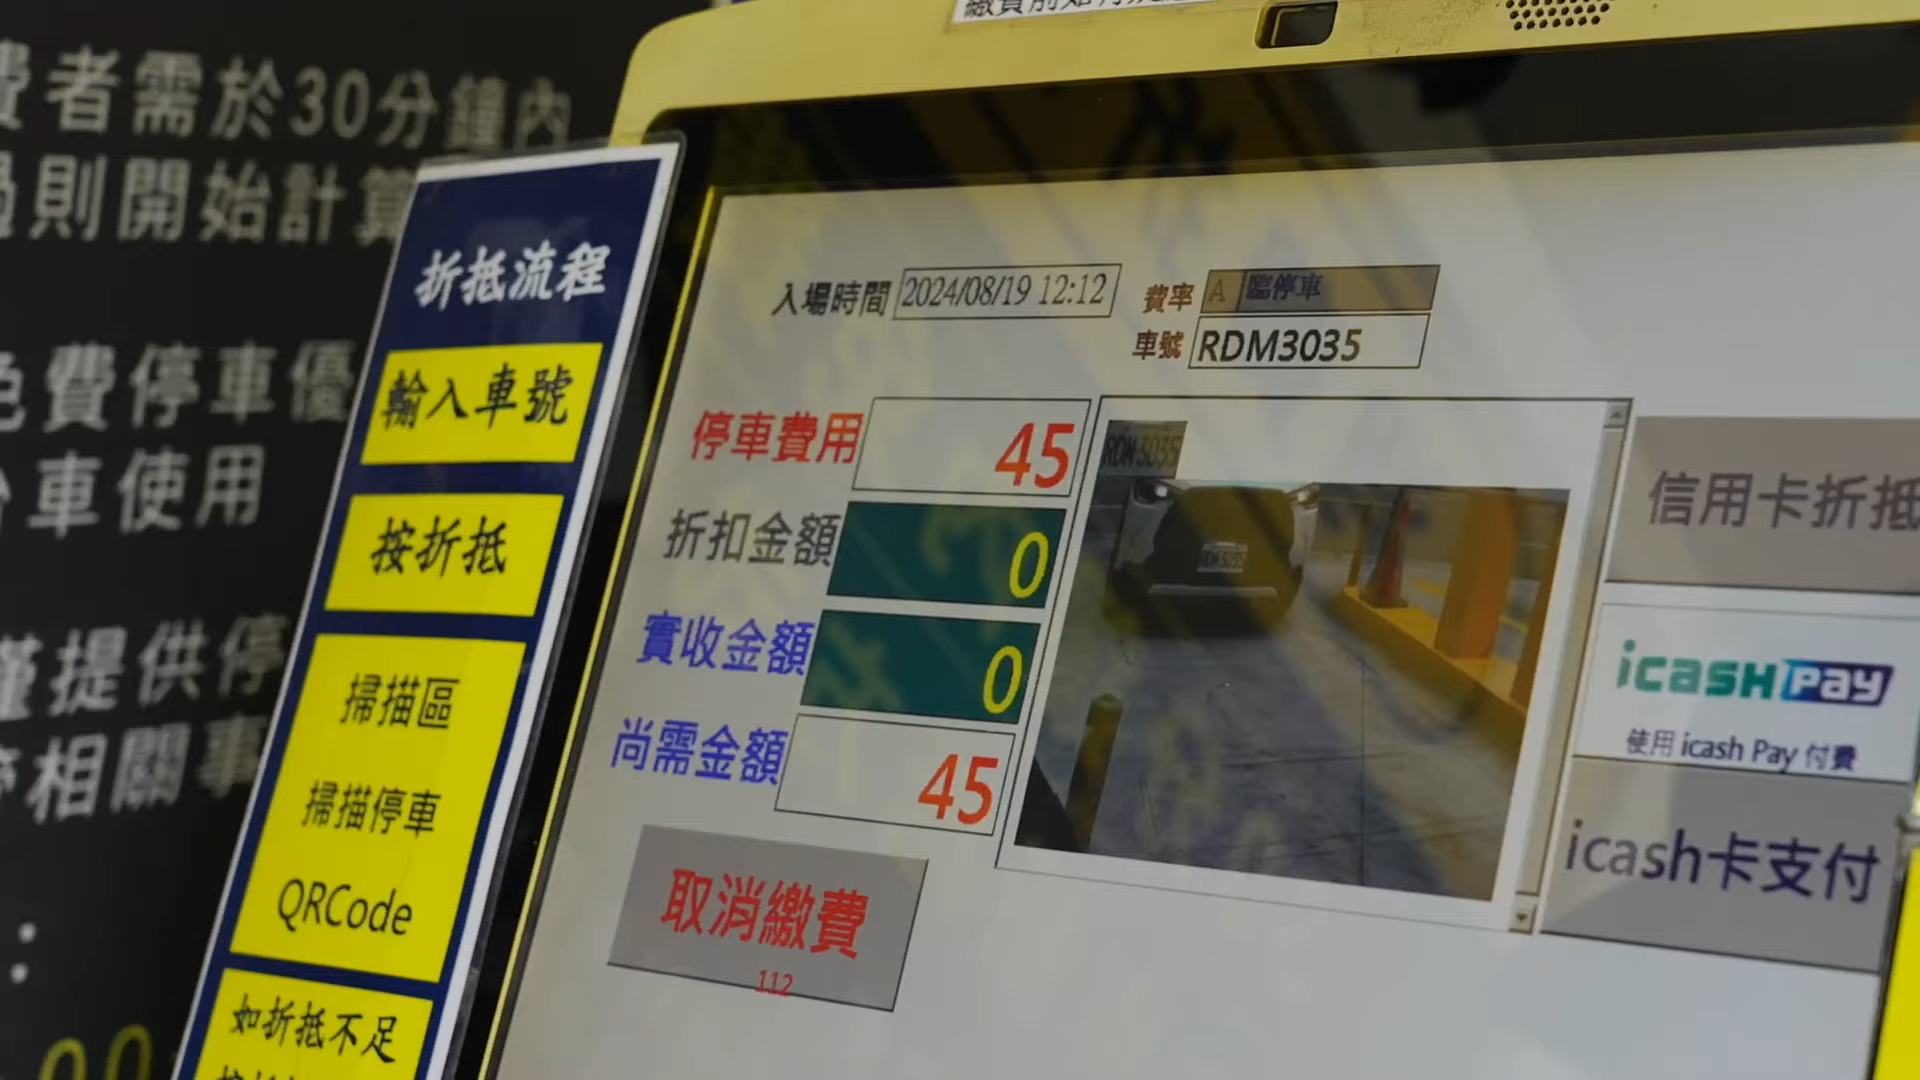 者需於30分鐘內
則開始計算
費停車優
車使用
提供停
相關事
:
折抵流程
輸入車號
按折抵
掃描區
掃描停車
QRCode
如折抵不足
入場時間 2024/08/19 12:12
費率 A 臨停車
車號 RDM3035
停車費用 45
折扣金額 0
實收金額 0
尚需金額 45
取消繳費
112
RDM 3035
信用卡折抵
icash Pay
使用 icash Pay 付費
icash卡支付